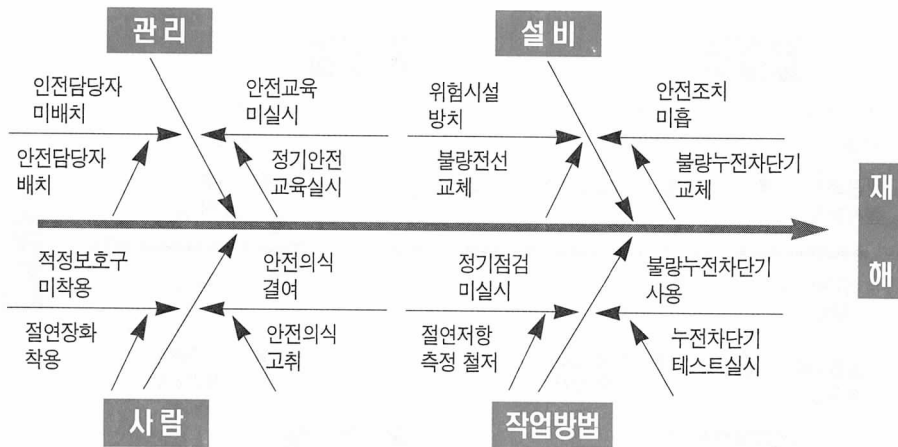 관리
설비
인전담당자
미배치
안전교육
미실시
위험시설
방치
안전조치
미흡
안전담당자
배치
정기안전
교육실시
불량전선
교체
불량누전차단기
교체
재
해
적정보호구
미착용
안전의식
결여
정기점검
미실시
불량누전차단기
사용
절연장화
착용
안전의식
고취
절연저항
측정 철저
누전차단기
테스트실시
사람
작업방법